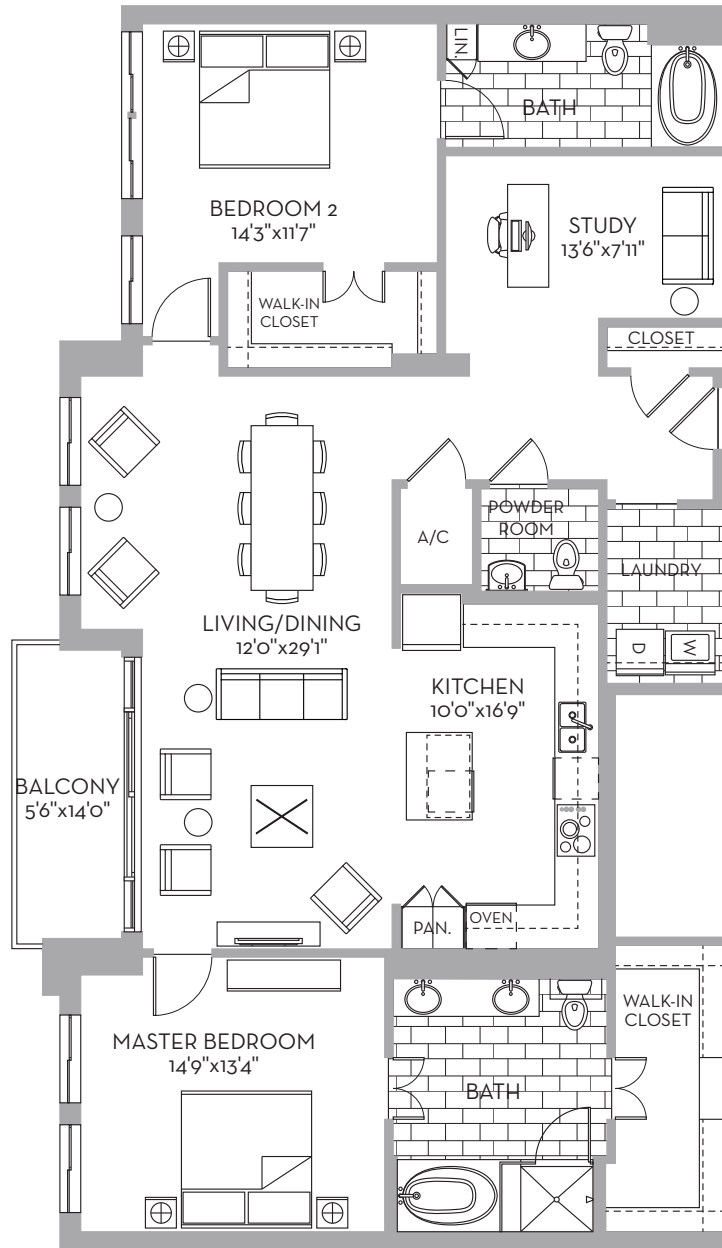 LIN.
BATH
BEDROOM 2
14'3"x11'7"
STUDY
13'6"x7'11"
WALK-IN
CLOSET
CLOSET
A/C
POWDER
ROOM
LAUNDRY
LIVING/DINING
12'0"x29'1"
D
W
KITCHEN
10'0"x16'9"
BALCONY
5'6"x14'0"
PAN.
OVEN
WALK-IN
CLOSET
MASTER BEDROOM
14'9"x13'4"
BATH